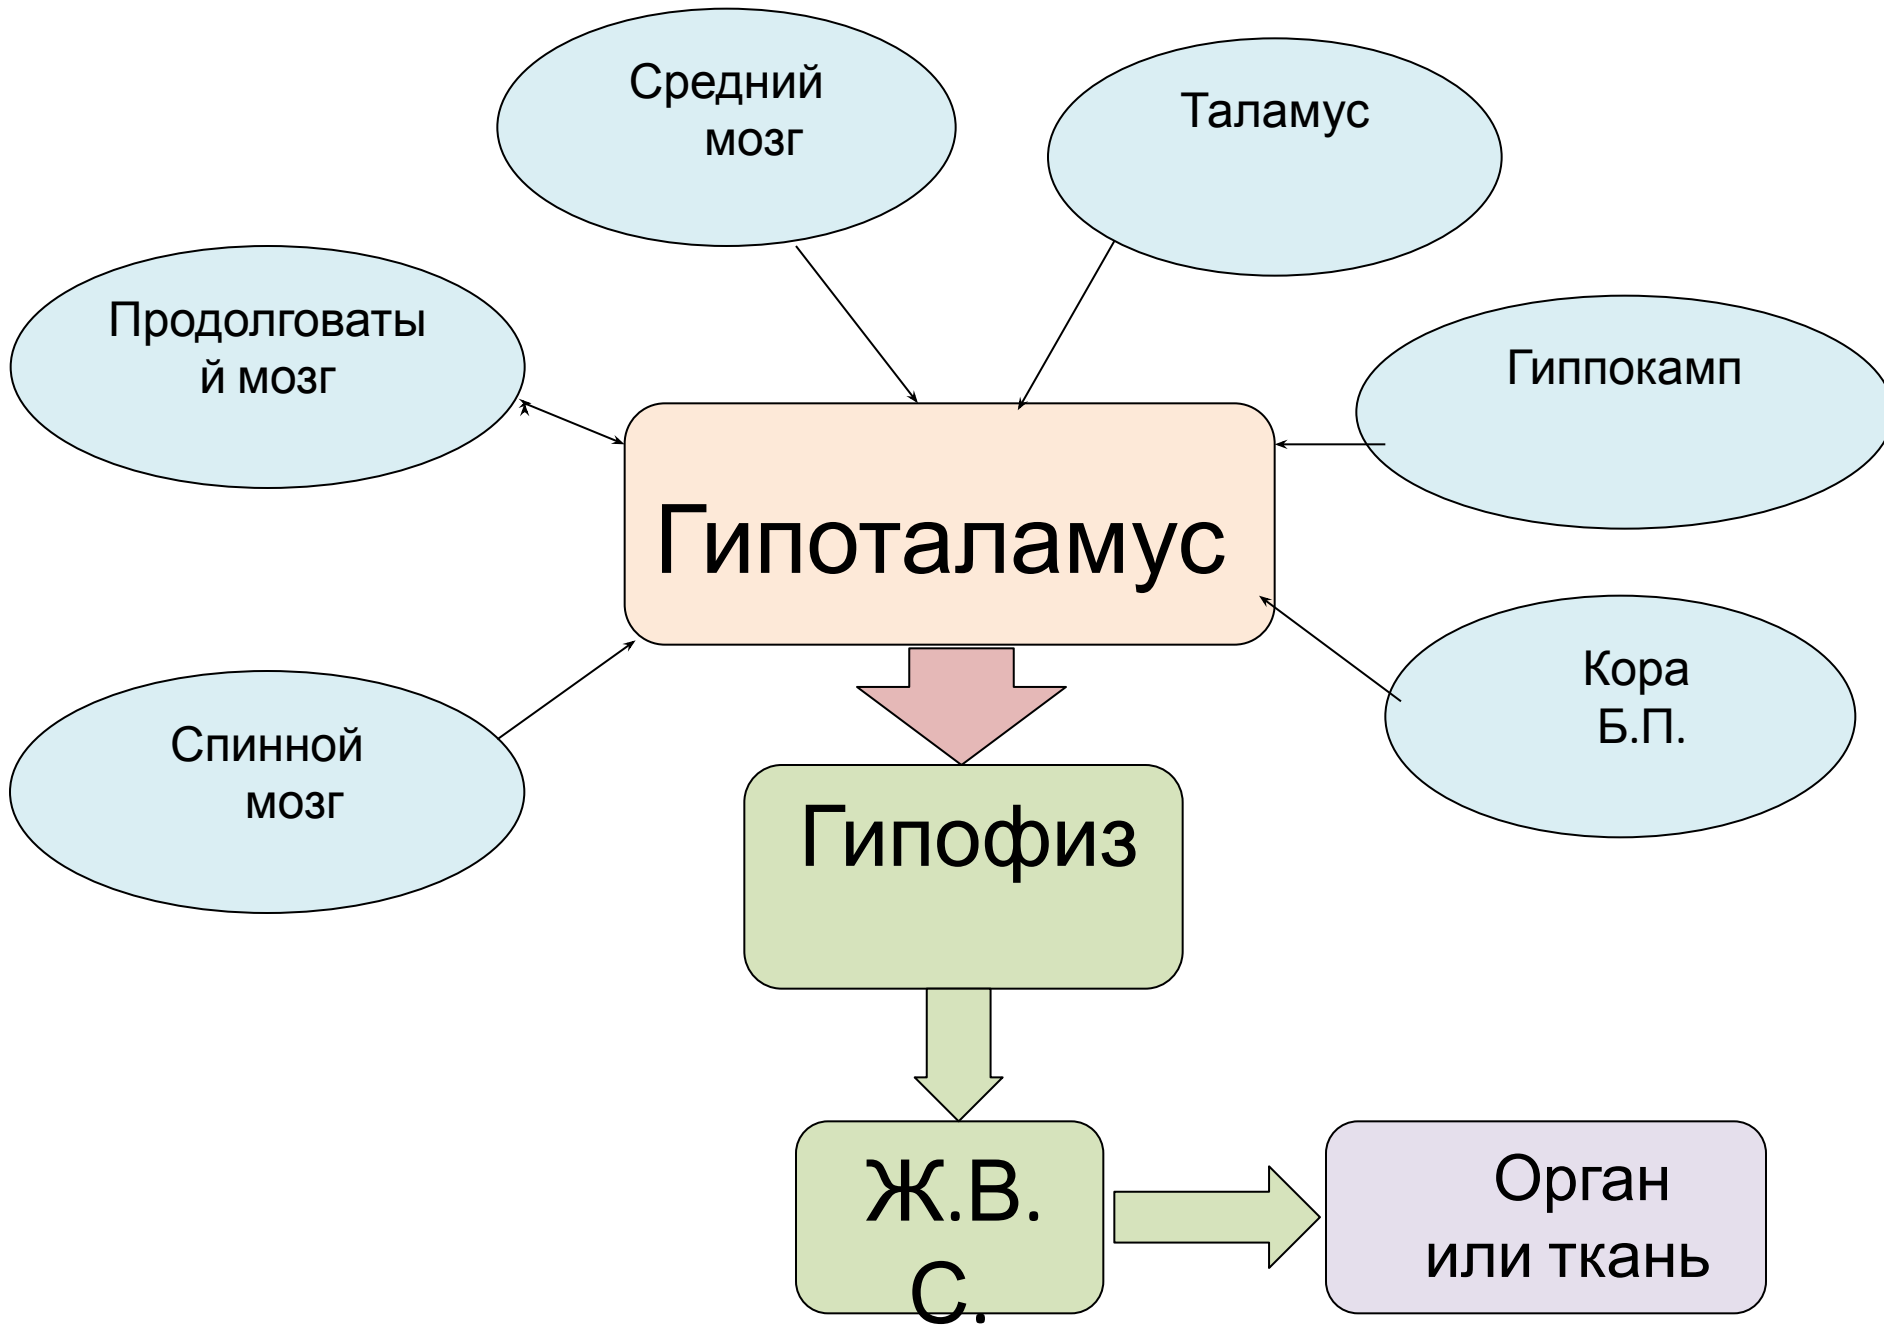 Средний
мозг
Таламус
Продолговаты
й мозг
Гиппокамп
Гипоталамус
Кора
Б.П.
Спинной
мозг
Гипофиз
Ж.В.
С.
Орган
или ткань